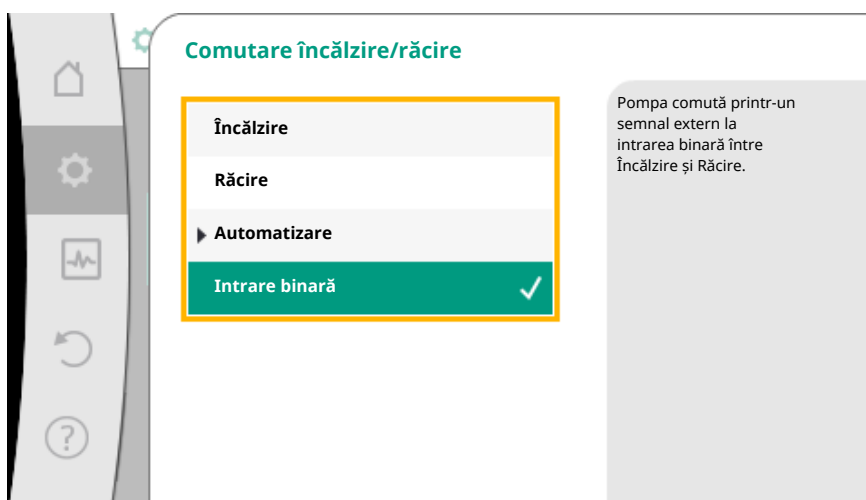 Comutare încălzire/răcire
Încălzire
Răcire
Automatizare
Intrare binară
Pompa comută printr-un
semnal extern la
intrarea binară între
Încălzire și Răcire.
?